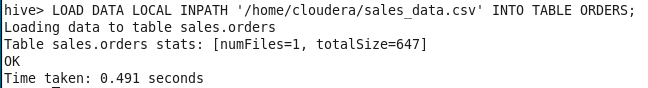 hive> LOAD DATA LOCAL INPATH '/home/cloudera/sales_data.csv' INTO TABLE ORDERS;
Loading data to table sales.orders
Table sales.orders stats: [numFiles=1, totalSize=647]
OK
Time taken: 0.491 seconds